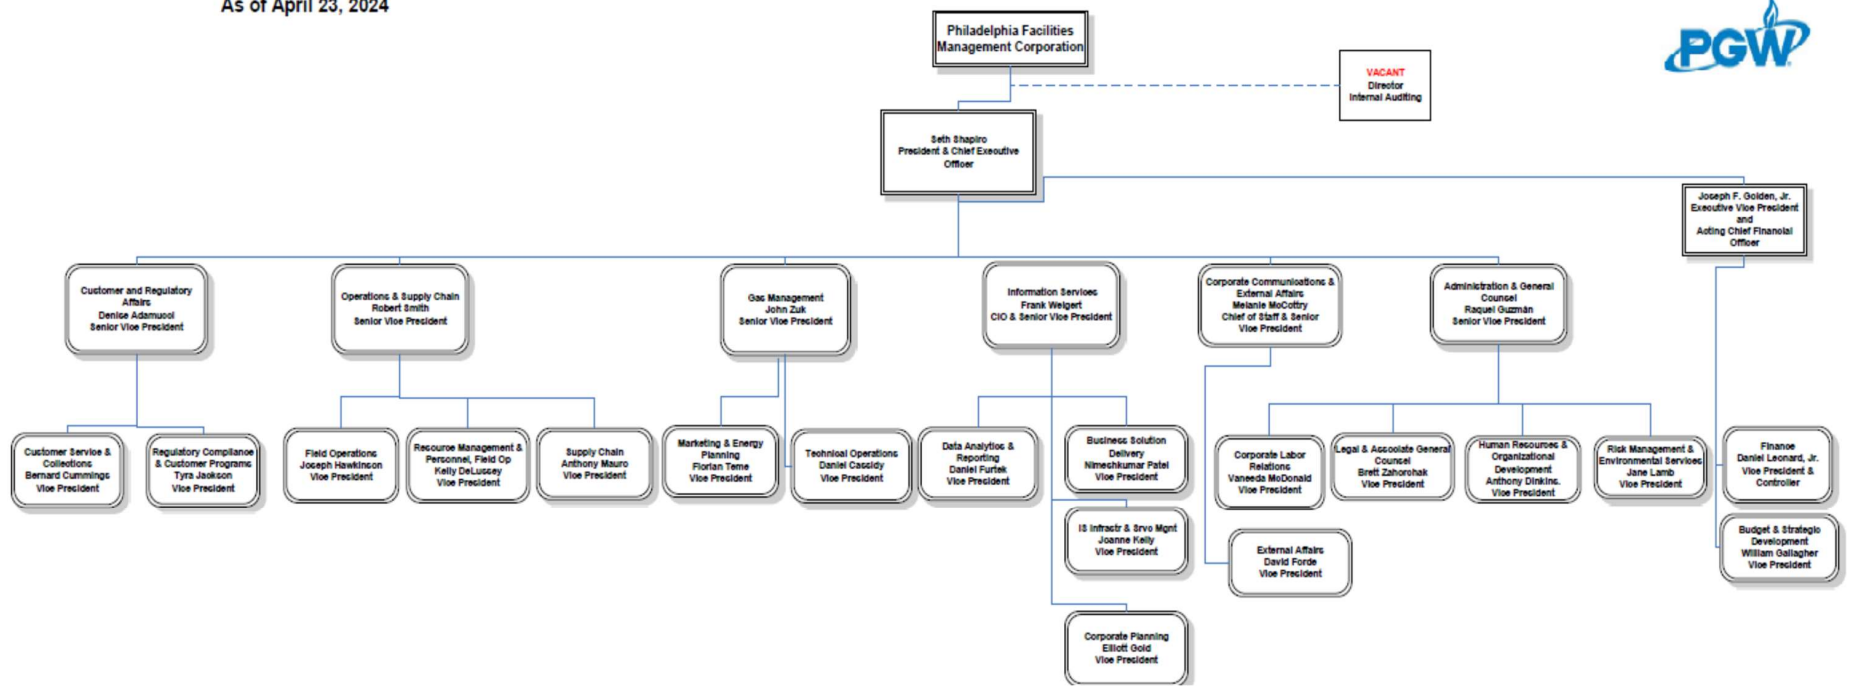 As of April 23, 2024
Philadelphia Facilities
Management Corporation
PGW
VACANT
Director
Internal Auditing
Seth Shapiro
President & Chief Executive
Officer
Joseph F. Golden, Jr.
Executive Vice President
and
Acting Chief Financial
Officer
Customer and Regulatory
Affairs
Denise Adamucci
Senior Vice President
Operations & Supply Chain
Robert Smith
Senior Vice President
Gas Management
John Zuk
Senior Vice President
Information Services
Frank Weigert
CIO & Senior Vice President
Corporate Communications &
External Affairs
Melanie McCottry
Chief of Staff & Senior
Vice President
Administration & General
Counsel
Raquel Guzmán
Senior Vice President
Customer Service &
Collections
Bernard Cummings
Vice President
Regulatory Compliance
& Customer Programs
Tyra Jackson
Vice President
Field Operations
Joseph Hawkinson
Vice President
Resource Management &
Personnel, Field Op
Kelly DeLussey
Vice President
Supply Chain
Anthony Mauro
Vice President
Marketing & Energy
Planning
Florian Teme
Vice President
Technical Operations
Daniel Cassidy
Vice President
Data Analytics &
Reporting
Daniel Furtek
Vice President
Business Solution
Delivery
Nimeshkumar Patel
Vice President
IS Infrastr & Srvc Mgnt
Joanne Kelly
Vice President
Corporate Planning
Elliott Gold
Vice President
Corporate Labor
Relations
Vaneeda McDonald
Vice President
External Affairs
David Forde
Vice President
Legal & Associate General
Counsel
Brett Zahorchak
Vice President
Human Resources &
Organizational
Development
Anthony Dinkins.
Vice President
Risk Management &
Environmental Services
Jane Lamb
Vice President
Finance
Daniel Leonard, Jr.
Vice President &
Controller
Budget & Strategic
Development
William Gallagher
Vice President